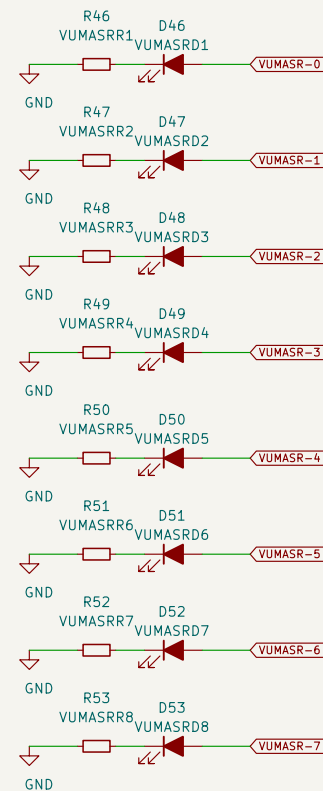 R46
D46
VUMASRR1
VUMASRD1
VUMASR-0
GND
R47
D47
VUMASRR2
VUMASRD2
VUMASR-1
GND
R48
D48
VUMASRR3
VUMASRD3
VUMASR-2
GND
R49
D49
VUMASRR4
VUMASRD4
VUMASR-3
GND
R50
D50
VUMASRR5
VUMASRD5
VUMASR-4
GND
R51
D51
VUMASRR6
VUMASRD6
VUMASR-5
GND
R52
D52
VUMASRR7
VUMASRD7
VUMASR-6
GND
R53
D53
VUMASRR8
VUMASRD8
VUMASR-7
GND